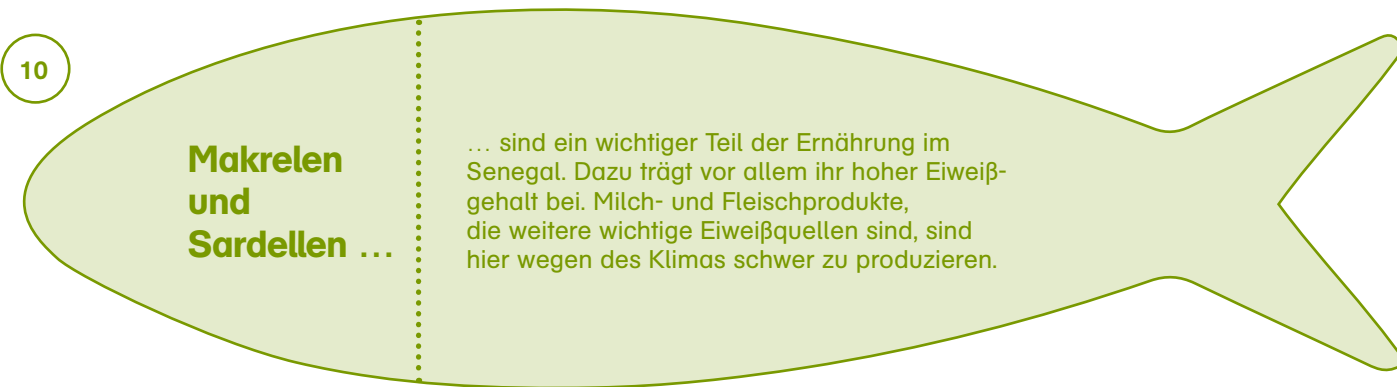 10
Makrelen
und
Sardellen …
… sind ein wichtiger Teil der Ernährung im
Senegal. Dazu trägt vor allem ihr hoher Eiweiß-
gehalt bei. Milch- und Fleischprodukte,
die weitere wichtige Eiweißquellen sind, sind
hier wegen des Klimas schwer zu produzieren.